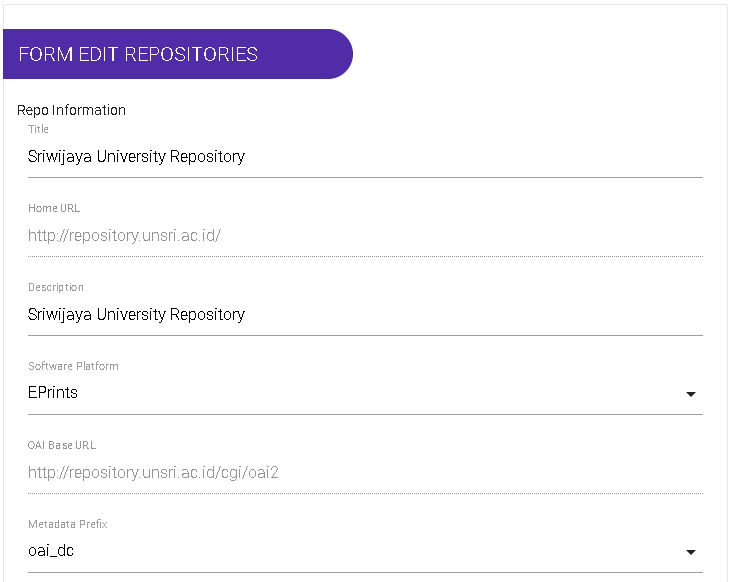 FORM EDIT REPOSITORIES
Repo Information
Title
Sriwijaya University Repository
Home URL
http://repository.unsri.ac.id/
Description
Sriwijaya University Repository
Software Platform
EPrints
OAI Base URL
http://repository.unsri.ac.id/cgi/oai2
Metadata Prefix
oai_dc